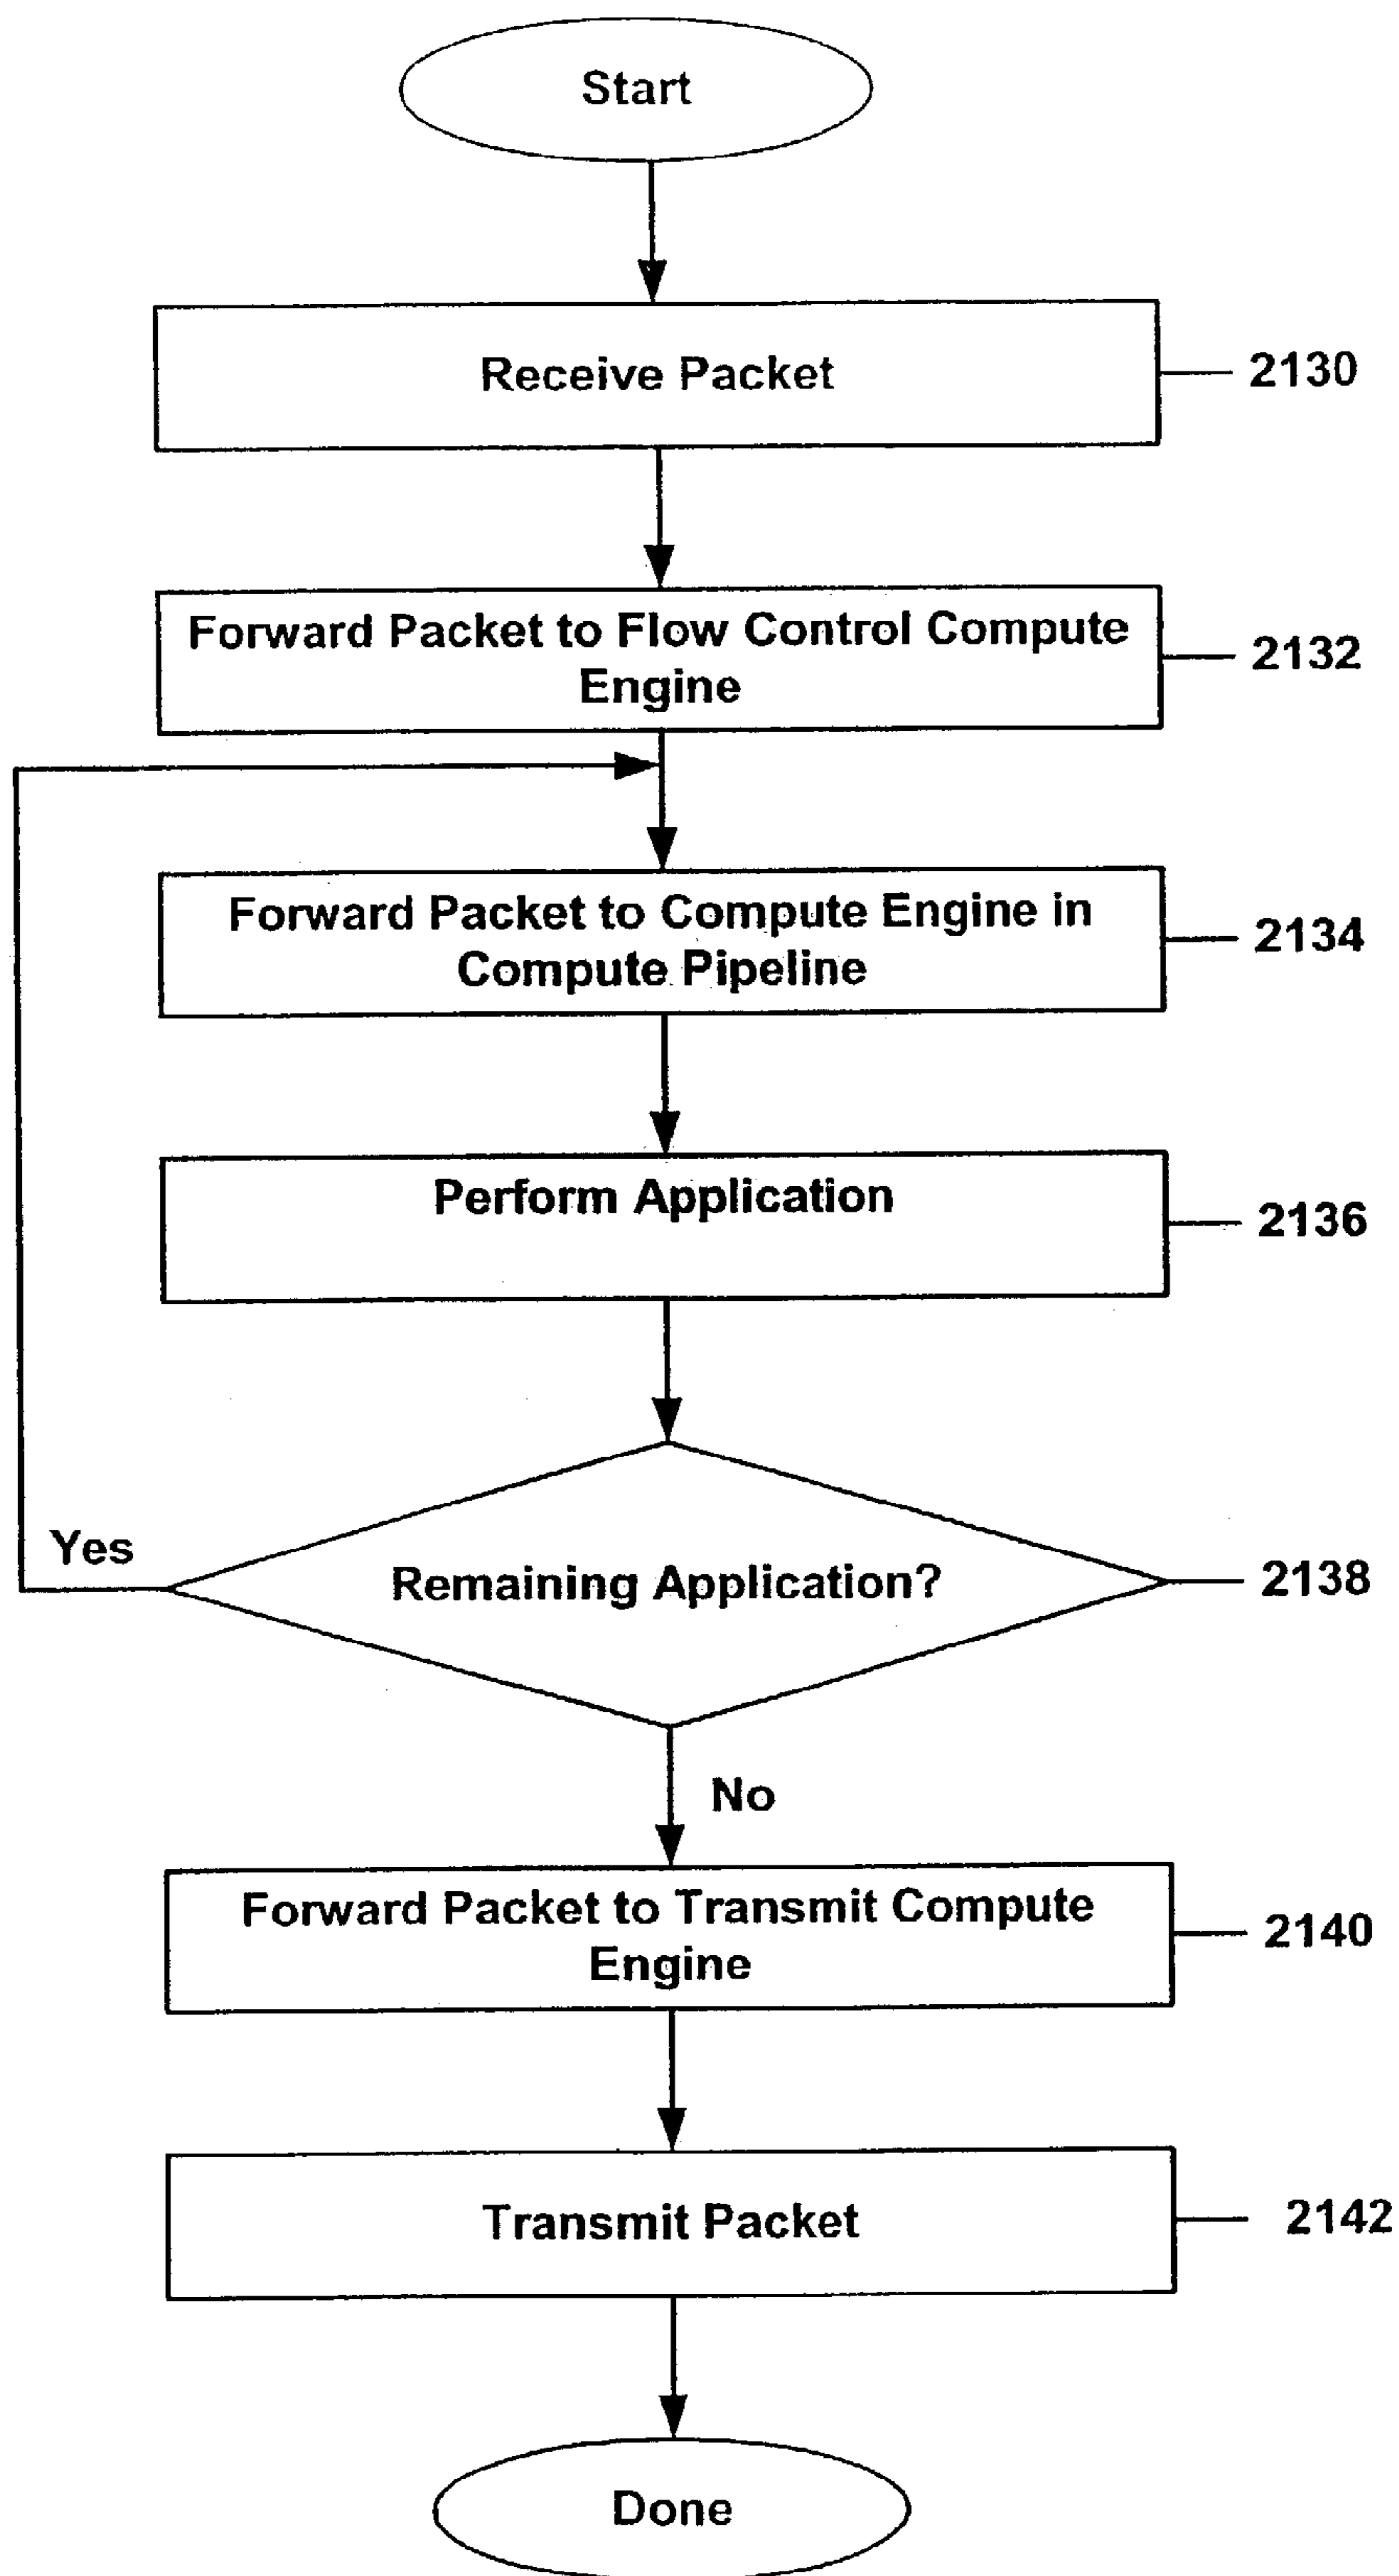 Start
Receive Packet
2130
Forward Packet to Flow Control Compute
Engine
2132
Forward Packet to Compute Engine in
Compute Pipeline
2134
Perform Application
2136
Yes
Remaining Application?
2138
No
Forward Packet to Transmit Compute
Engine
2140
Transmit Packet
2142
Done